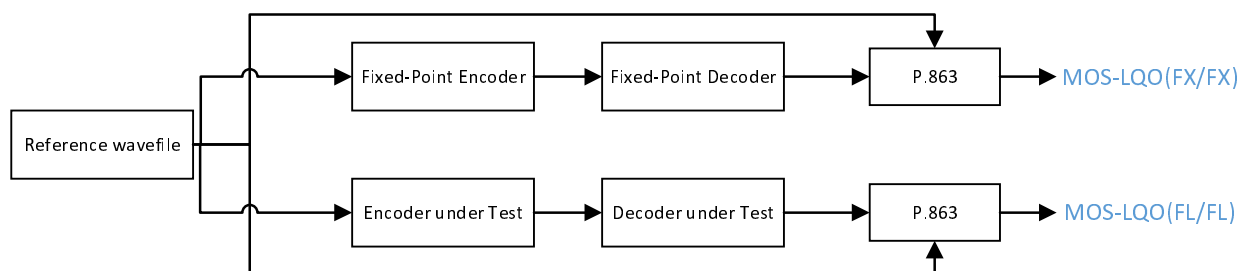 Fixed-Point Encoder
Fixed-Point Decoder
P.863
MOS-LQO(FX/FX)
Reference wavefile
Encoder under Test
Decoder under Test
P.863
MOS-LQO(FL/FL)